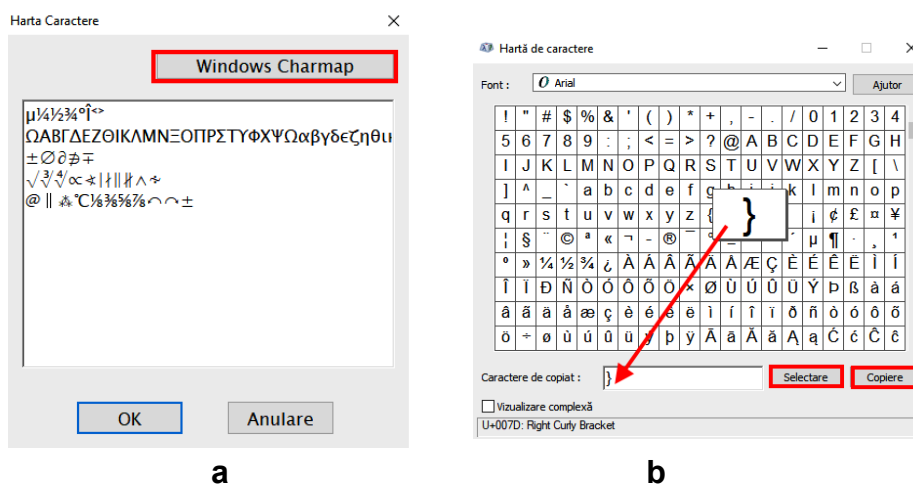 Harta Caractere
Windows Charmap
µ¼½¾°Î<>
ΩΑΒΓΔΕΖΘΙΚΛΜΝΞΟΠΡΣΤΥΦΧΨΩαβγδεζηθι
±∅∂∌∓
√∛∜∝∢∣∤∥∦∧∻
@ ‖ ⁂℃⅛⅜⅝⅞⌒⌒±
OK Anulare
a
Hartă de caractere
Font : O Arial Ajutor
! " # $ % & ' ( ) * + , - . / 0 1 2 3 4
5 6 7 8 9 : ; < = > ? @ A B C D E F G H
I J K L M N O P Q R S T U V W X Y Z [ \
] ^ _ ` a b c d e f g h i j k l m n o p
q r s t u v w x y z { } ¡ ¢ £ ¤ ¥
¦ § ¨ © ª « ¬ - ® ¯ ° ± ´ µ ¶ · ¸ ¹
º » ¼ ½ ¾ ¿ À Á Â Ã Ä Å Æ Ç È É Ê Ë Ì Í
Î Ï Ð Ñ Ò Ó Ô Õ Ö × Ø Ù Ú Û Ü Ý Þ ß à á
â ã ä å æ ç è é ê ë ì í î ï ð ñ ò ó ô õ
ö ÷ ø ù ú û ü ý þ ÿ Ā ā Ă ă Ą ą Ć ć Ĉ ĉ
Caractere de copiat : } Selectare Copiere
Vizualizare complexă
U+007D: Right Curly Bracket
b